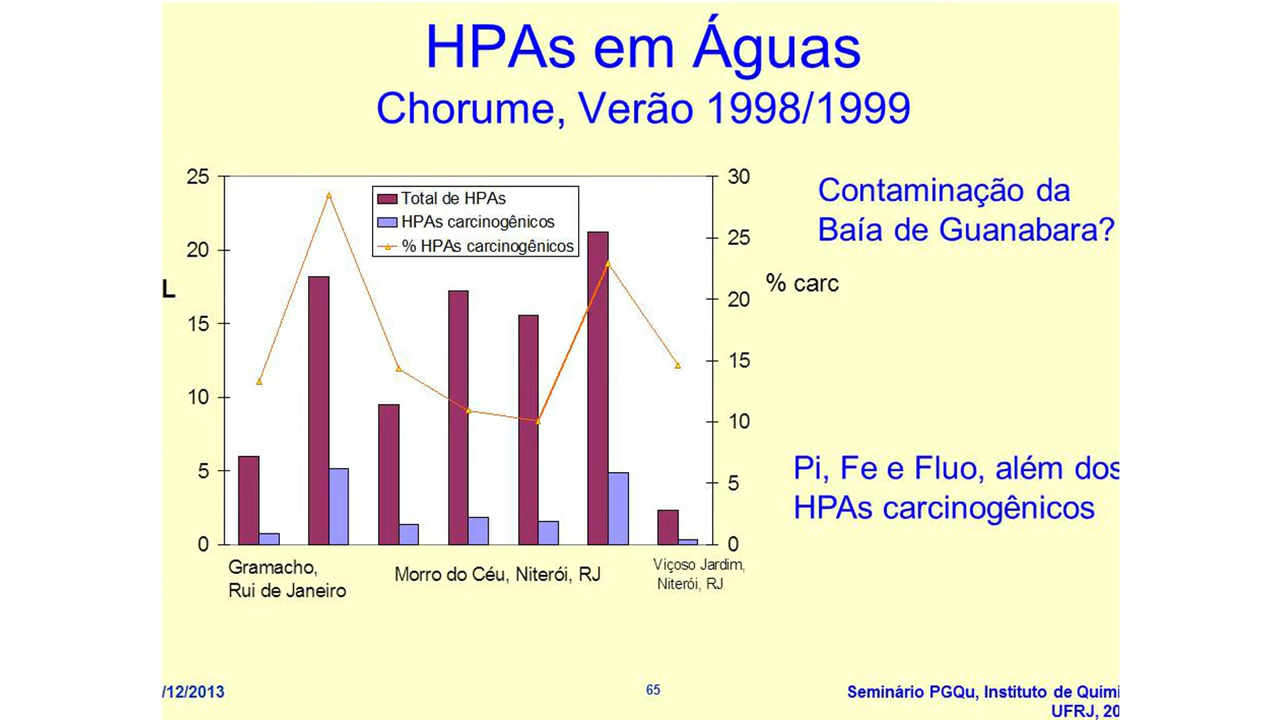 HPAs em Águas
Chorume, Verão 1998/1999
25
20
15
10
5
0
L
Total de HPAs
HPAs carcinogênicos
% HPAs carcinogênicos
30
25
20
15
10
5
0
% carc
Contaminação da
Baía de Guanabara?
Pi, Fe e Fluo, além dos
HPAs carcinogênicos
Gramacho,
Rui de Janeiro
Morro do Céu, Niterói, RJ
Viçoso Jardim,
Niterói, RJ
/12/2013
65
Seminário PGQu, Instituto de Quími
UFRJ, 20